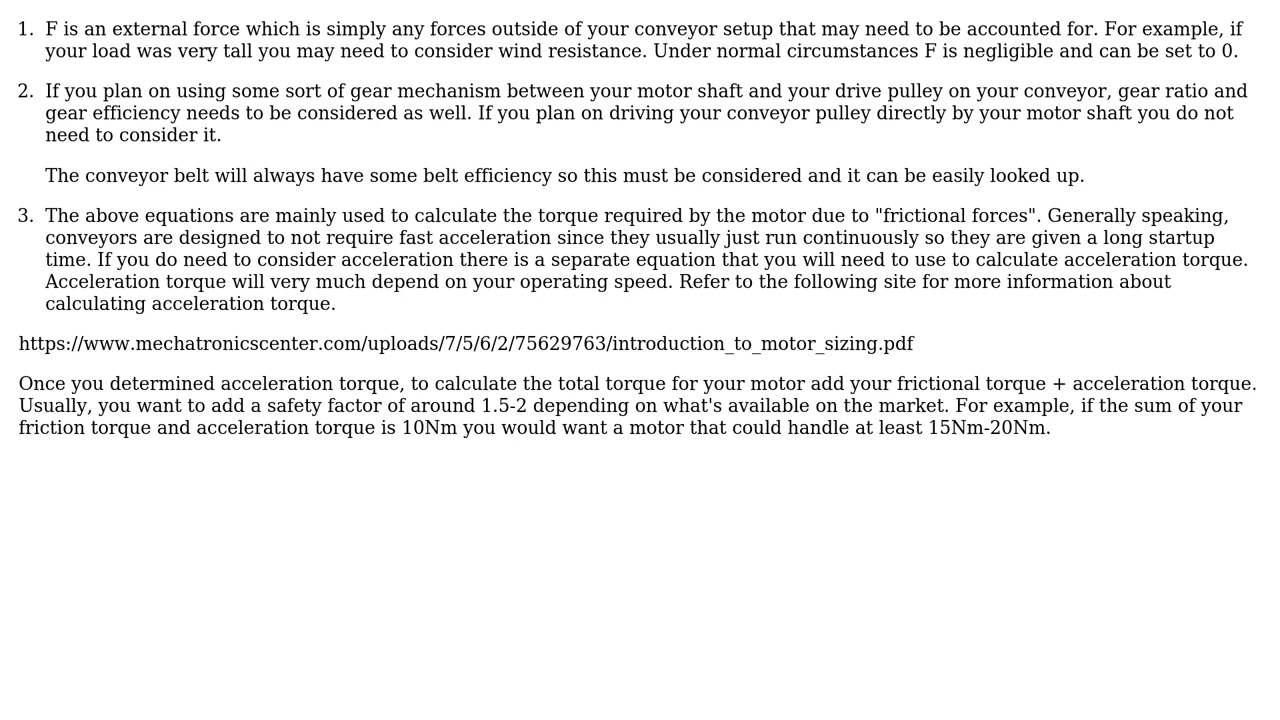 1. F is an external force which is simply any forces outside of your conveyor setup that may need to be accounted for. For example, if
your load was very tall you may need to consider wind resistance. Under normal circumstances F is negligible and can be set to 0.
2. If you plan on using some sort of gear mechanism between your motor shaft and your drive pulley on your conveyor, gear ratio and
gear efficiency needs to be considered as well. If you plan on driving your conveyor pulley directly by your motor shaft you do not
need to consider it.
The conveyor belt will always have some belt efficiency so this must be considered and it can be easily looked up.
3. The above equations are mainly used to calculate the torque required by the motor due to "frictional forces". Generally speaking,
conveyors are designed to not require fast acceleration since they usually just run continuously so they are given a long startup
time. If you do need to consider acceleration there is a separate equation that you will need to use to calculate acceleration torque.
Acceleration torque will very much depend on your operating speed. Refer to the following site for more information about
calculating acceleration torque.
https://www.mechatronicscenter.com/uploads/7/5/6/2/75629763/introduction_to_motor_sizing.pdf
Once you determined acceleration torque, to calculate the total torque for your motor add your frictional torque + acceleration torque.
Usually, you want to add a safety factor of around 1.5-2 depending on what's available on the market. For example, if the sum of your
friction torque and acceleration torque is 10Nm you would want a motor that could handle at least 15Nm-20Nm.